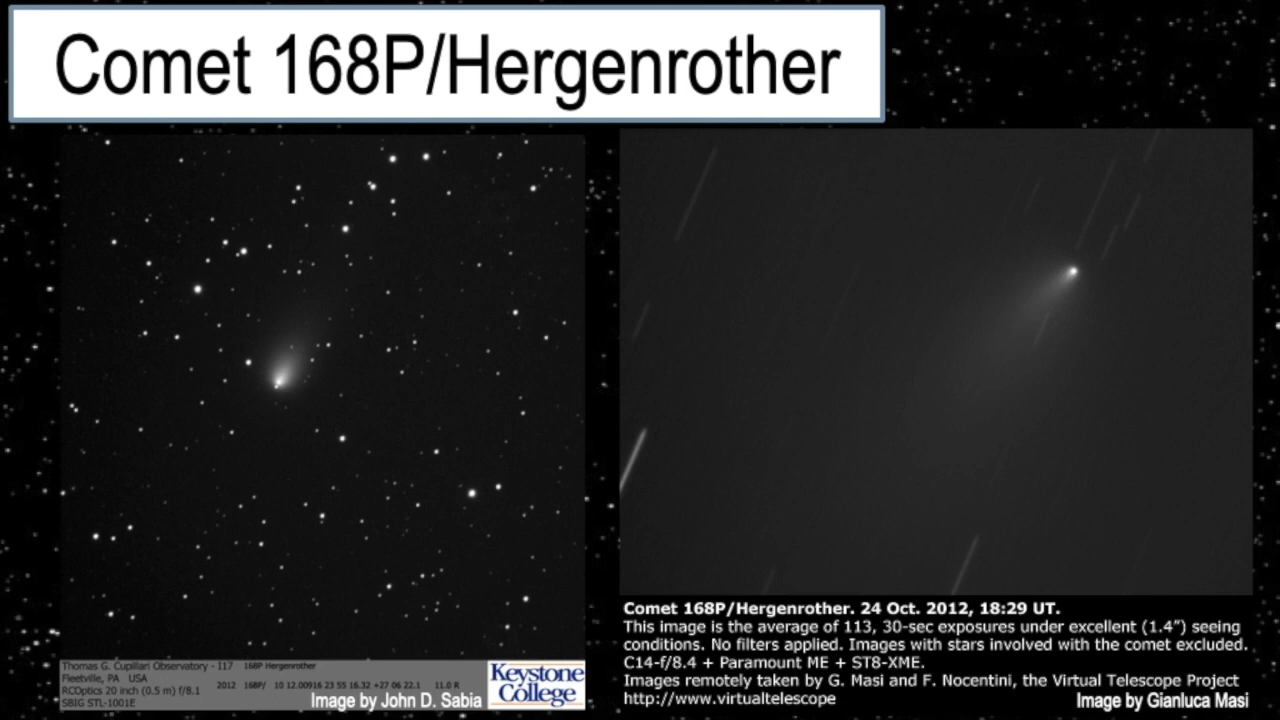 Comet 168P/Hergenrother
Thomas G. Cupillari Observatory - I17 168P Hergenrother
Fleetville, PA USA
RCOptics 20 inch (0.5 m) f/8.1 2012 168P/ 10 12.00916 23 55 16.32 +27 06 22.1 11.0 R
SBIG STL-1001E
Image by John D. Sabia
Keystone
College
Comet 168P/Hergenrother. 24 Oct. 2012, 18:29 UT.
This image is the average of 113, 30-sec exposures under excellent (1.4") seeing
conditions. No filters applied. Images with stars involved with the comet excluded.
C14-f/8.4 + Paramount ME + ST8-XME.
Images remotely taken by G. Masi and F. Nocentini, the Virtual Telescope Project
http://www.virtualtelescope
Image by Gianluca Masi